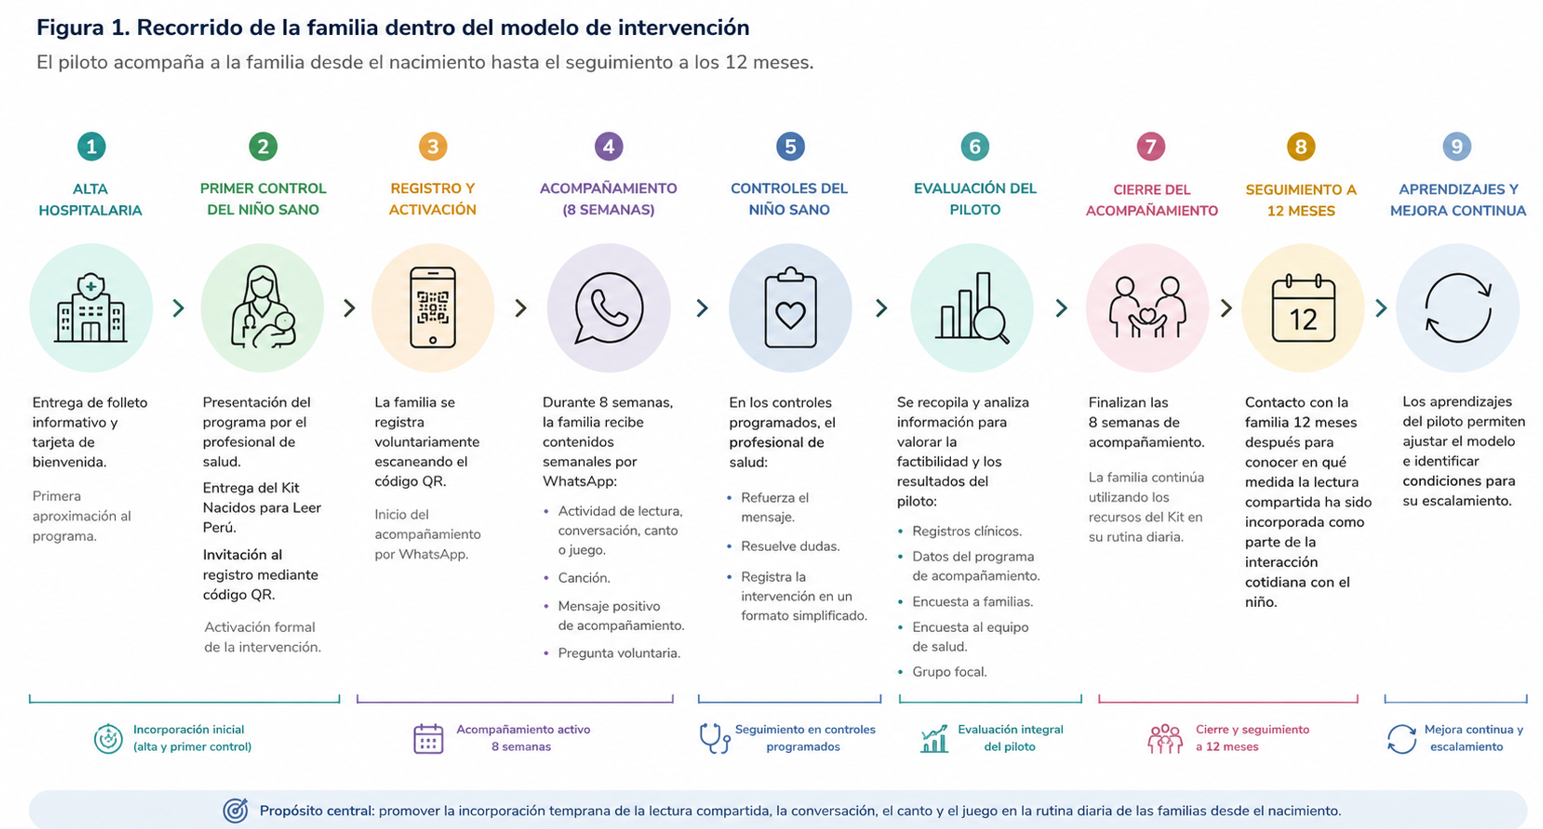 Figura 1. Recorrido de la familia dentro del modelo de intervención
El piloto acompaña a la familia desde el nacimiento hasta el seguimiento a los 12 meses.
1
ALTA
HOSPITALARIA
Entrega de folleto
informativo y
tarjeta de
bienvenida.
Primera
aproximación al
programa.
2
PRIMER CONTROL
DEL NIÑO SANO
Presentación del
programa por el
profesional de
salud.
Entrega del Kit
Nacidos para Leer
Perú.
Invitación al
registro mediante
código QR.
Activación formal
de la intervención.
3
REGISTRO Y
ACTIVACIÓN
La familia se
registra
voluntariamente
escaneando el
código QR.
Inicio del
acompañamiento
por WhatsApp.
4
ACOMPAÑAMIENTO
(8 SEMANAS)
Durante 8 semanas,
la familia recibe
contenidos
semanales por
WhatsApp:
• Actividad de lectura,
conversación, canto
o juego.
• Canción.
• Mensaje positivo
de acompañamiento.
• Pregunta voluntaria.
5
CONTROLES DEL
NIÑO SANO
En los controles
programados, el
profesional de
salud:
• Refuerza el
mensaje.
• Resuelve dudas.
• Registra la
intervención en un
formato simplificado.
6
EVALUACIÓN DEL
PILOTO
Se recopila y analiza
información para
valorar la
factibilidad y los
resultados del
piloto:
• Registros clínicos.
• Datos del programa
de acompañamiento.
• Encuesta a familias.
• Encuesta al equipo
de salud.
• Grupo focal.
7
CIERRE DEL
ACOMPAÑAMIENTO
Finalizan las
8 semanas de
acompañamiento.
La familia continúa
utilizando los
recursos del Kit en
su rutina diaria.
8
SEGUIMIENTO A
12 MESES
12
Contacto con la
familia 12 meses
después para
conocer en qué
medida la lectura
compartida ha sido
incorporada como
parte de la
interacción
cotidiana con el
niño.
9
APRENDIZAJES Y
MEJORA CONTINUA
Los aprendizajes
del piloto permiten
ajustar el modelo
e identificar
condiciones para
su escalamiento.
Incorporación inicial
(alta y primer control)
Acompañamiento activo
8 semanas
Seguimiento en controles
programados
Evaluación integral
del piloto
Cierre y seguimiento
a 12 meses
Mejora continua y
escalamiento
Propósito central: promover la incorporación temprana de la lectura compartida, la conversación, el canto y el juego en la rutina diaria de las familias desde el nacimiento.